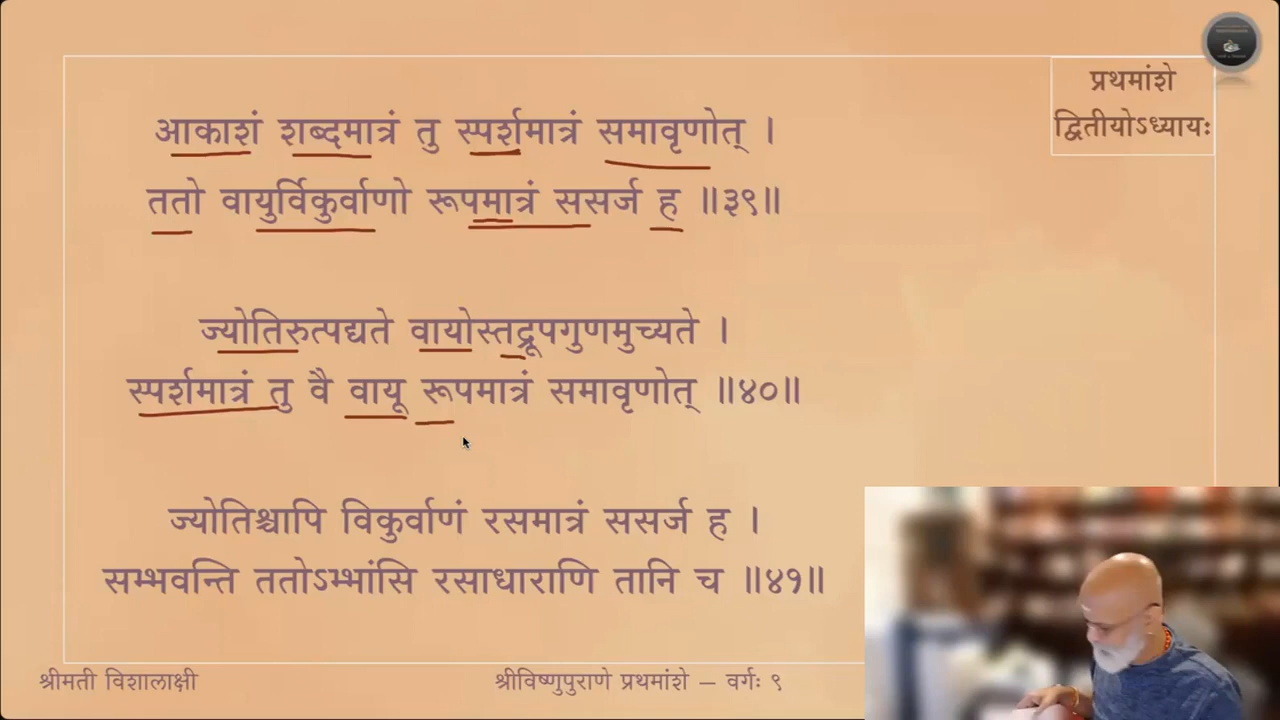 प्रथमांशे
द्वितीयोऽध्यायः
आकाशं शब्दमात्रं तु स्पर्शमात्रं समावृणोत् ।
ततो वायुर्विकुर्वाणो रूपमात्रं ससर्ज ह ॥३९॥
ज्योतिरुत्पद्यते वायोस्तद्रूपगुणमुच्यते ।
स्पर्शमात्रं तु वै वायू रूपमात्रं समावृणोत् ॥४०॥
ज्योतिश्चापि विकुर्वाणं रसमात्रं ससर्ज ह ।
सम्भवन्ति ततोऽम्भांसि रसाधाराणि तानि च ॥४१॥
श्रीमती विशालाक्षी
श्रीविष्णुपुराणे प्रथमांशे – वर्गः ९